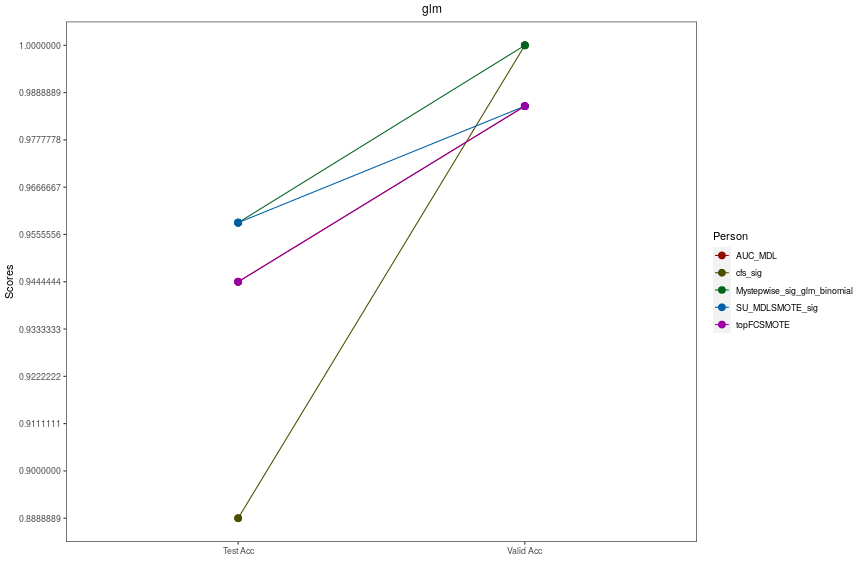 glm
Scores
1.0000000
0.9888889
0.9777778
0.9666667
0.9555556
0.9444444
0.9333333
0.9222222
0.9111111
0.9000000
0.8888889
Test Acc
Valid Acc
Person
AUC_MDL
cfs_sig
Mystepwise_sig_glm_binomial
SU_MDLSMOTE_sig
topFCSMOTE